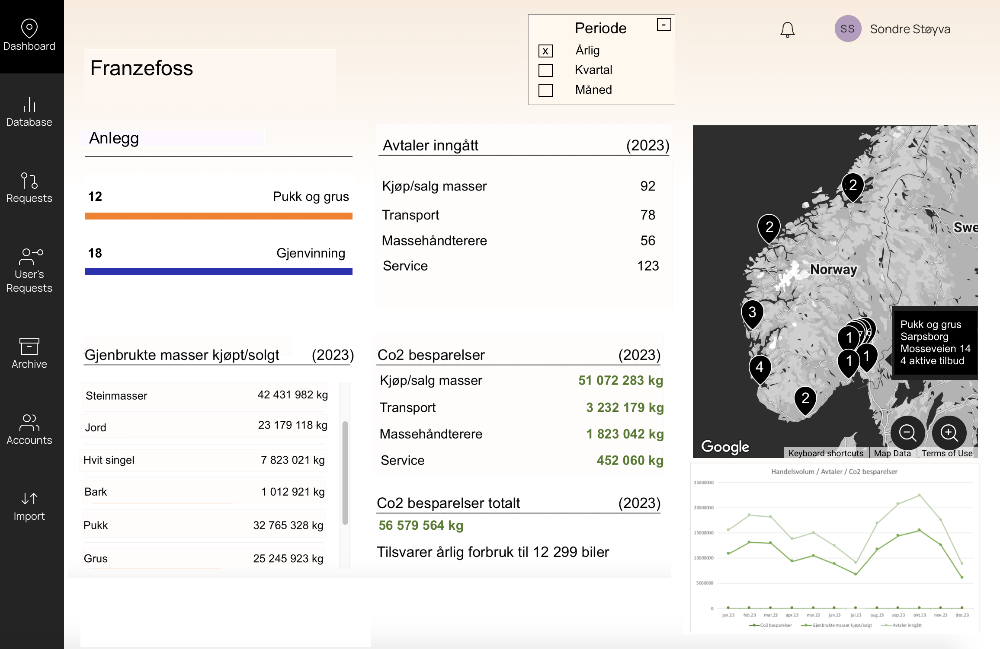 Dashboard
Database
Requests
User's
Requests
Archive
Accounts
Import
Franzefoss
Periode
-
x Årlig
Kvartal
Måned
SS Sondre Støyva
Anlegg
12 Pukk og grus
18 Gjenvinning
Avtaler inngått (2023)
Kjøp/salg masser 92
Transport 78
Massehåndterere 56
Service 123
Gjenbrukte masser kjøpt/solgt (2023)
Steinmasser 42 431 982 kg
Jord 23 179 118 kg
Hvit singel 7 823 021 kg
Bark 1 012 921 kg
Pukk 32 765 328 kg
Grus 25 245 923 kg
Co2 besparelser (2023)
Kjøp/salg masser 51 072 283 kg
Transport 3 232 179 kg
Massehåndterere 1 823 042 kg
Service 452 060 kg
Co2 besparelser totalt (2023)
56 579 564 kg
Tilsvarer årlig forbruk til 12 299 biler
2
2
Swe
Norway
3
1
7
6
1
1
4
2
Pukk og grus
Sarpsborg
Mosseveien 14
4 aktive tilbud
Google
Keyboard shortcuts Map Data Terms of Use
Handelsvolum / Avtaler / Co2 besparelser
25000000
20000000
15000000
10000000
5000000
0
jan.23 feb.23 mar.23 apr.23 mai.23 jun.23 jul.23 aug.23 sep.23 okt.23 nov.23 des.23
Co2 besparelser Gjenbrukte masser kjøpt/solgt Avtaler inngått